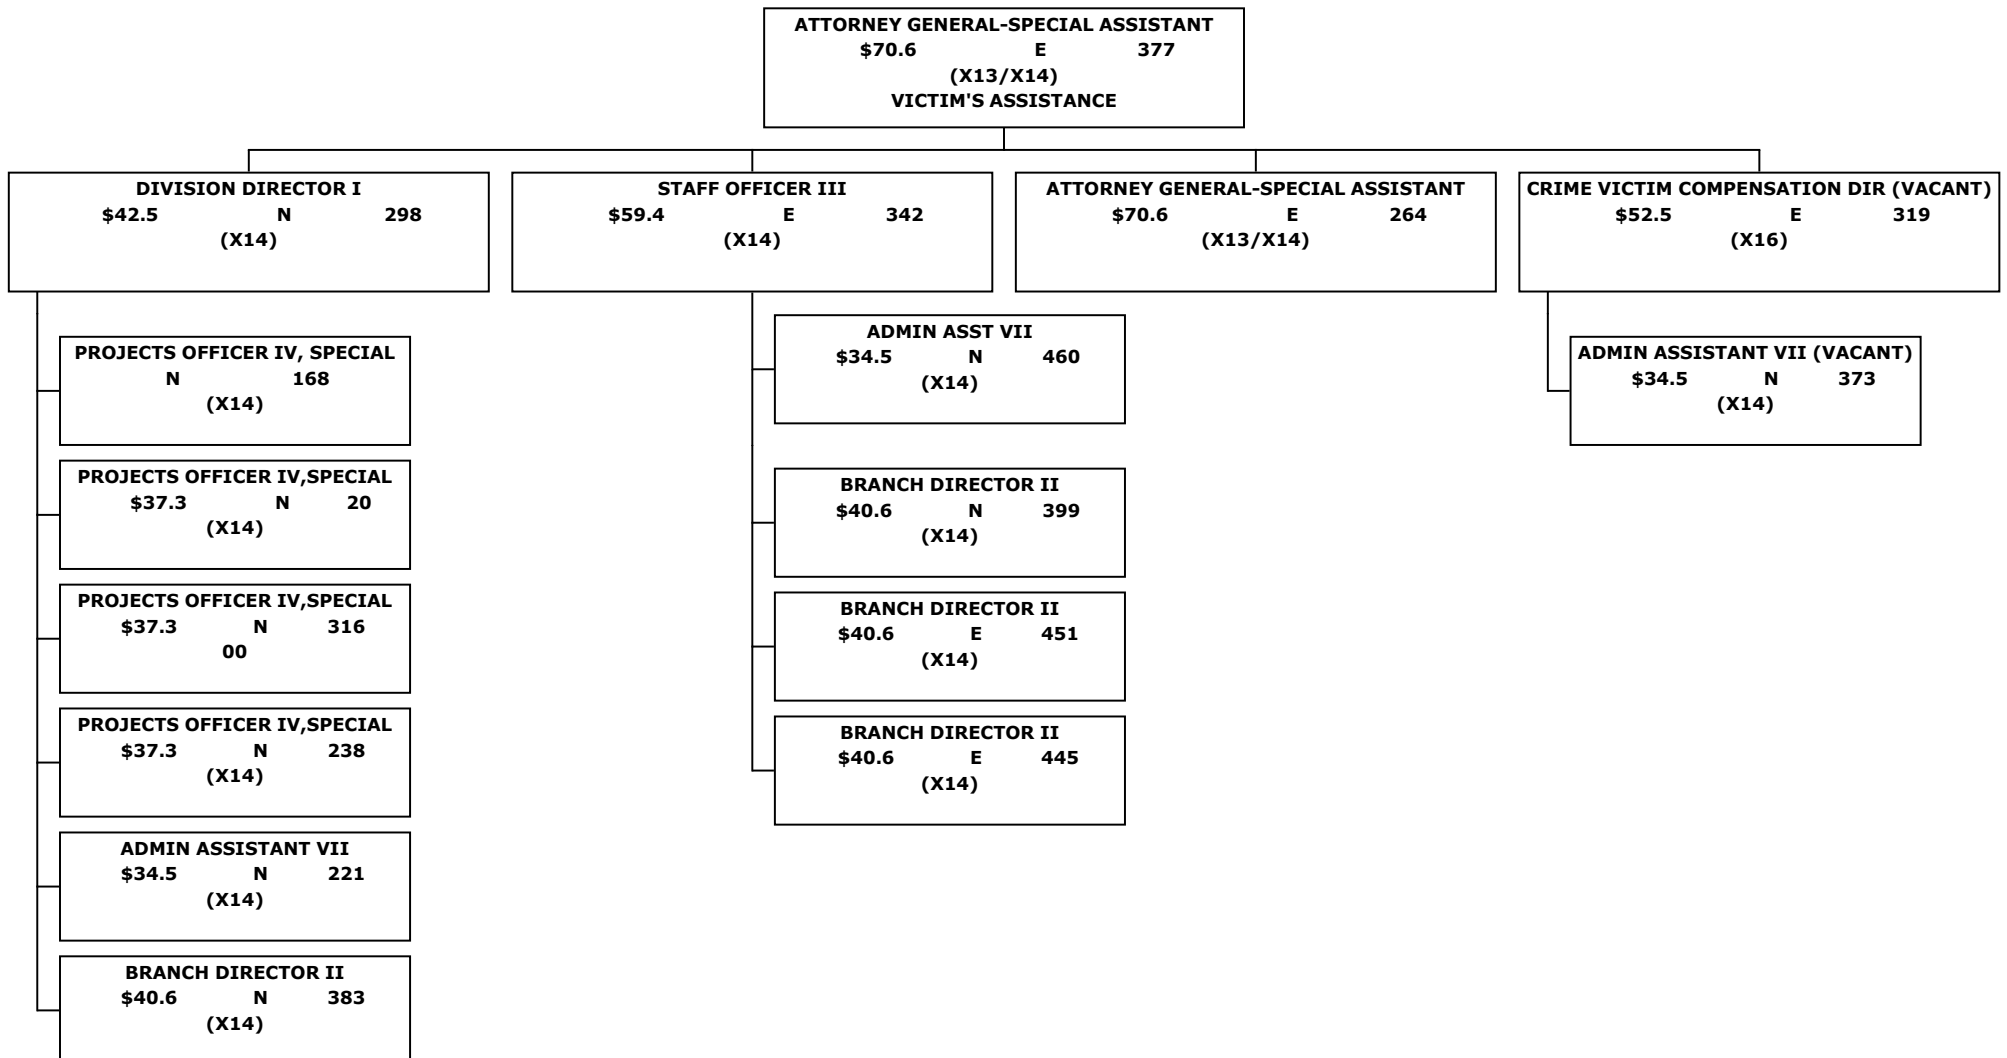 ATTORNEY GENERAL-SPECIAL ASSISTANT
$70.6 E 377
(X13/X14)
VICTIM'S ASSISTANCE
DIVISION DIRECTOR I
$42.5 N 298
(X14)
STAFF OFFICER III
$59.4 E 342
(X14)
ATTORNEY GENERAL-SPECIAL ASSISTANT
$70.6 E 264
(X13/X14)
CRIME VICTIM COMPENSATION DIR (VACANT)
$52.5 E 319
(X16)
PROJECTS OFFICER IV, SPECIAL
N 168
(X14)
PROJECTS OFFICER IV,SPECIAL
$37.3 N 20
(X14)
PROJECTS OFFICER IV,SPECIAL
$37.3 N 316
00
PROJECTS OFFICER IV,SPECIAL
$37.3 N 238
(X14)
ADMIN ASSISTANT VII
$34.5 N 221
(X14)
BRANCH DIRECTOR II
$40.6 N 383
(X14)
ADMIN ASST VII
$34.5 N 460
(X14)
BRANCH DIRECTOR II
$40.6 N 399
(X14)
BRANCH DIRECTOR II
$40.6 E 451
(X14)
BRANCH DIRECTOR II
$40.6 E 445
(X14)
ADMIN ASSISTANT VII (VACANT)
$34.5 N 373
(X14)